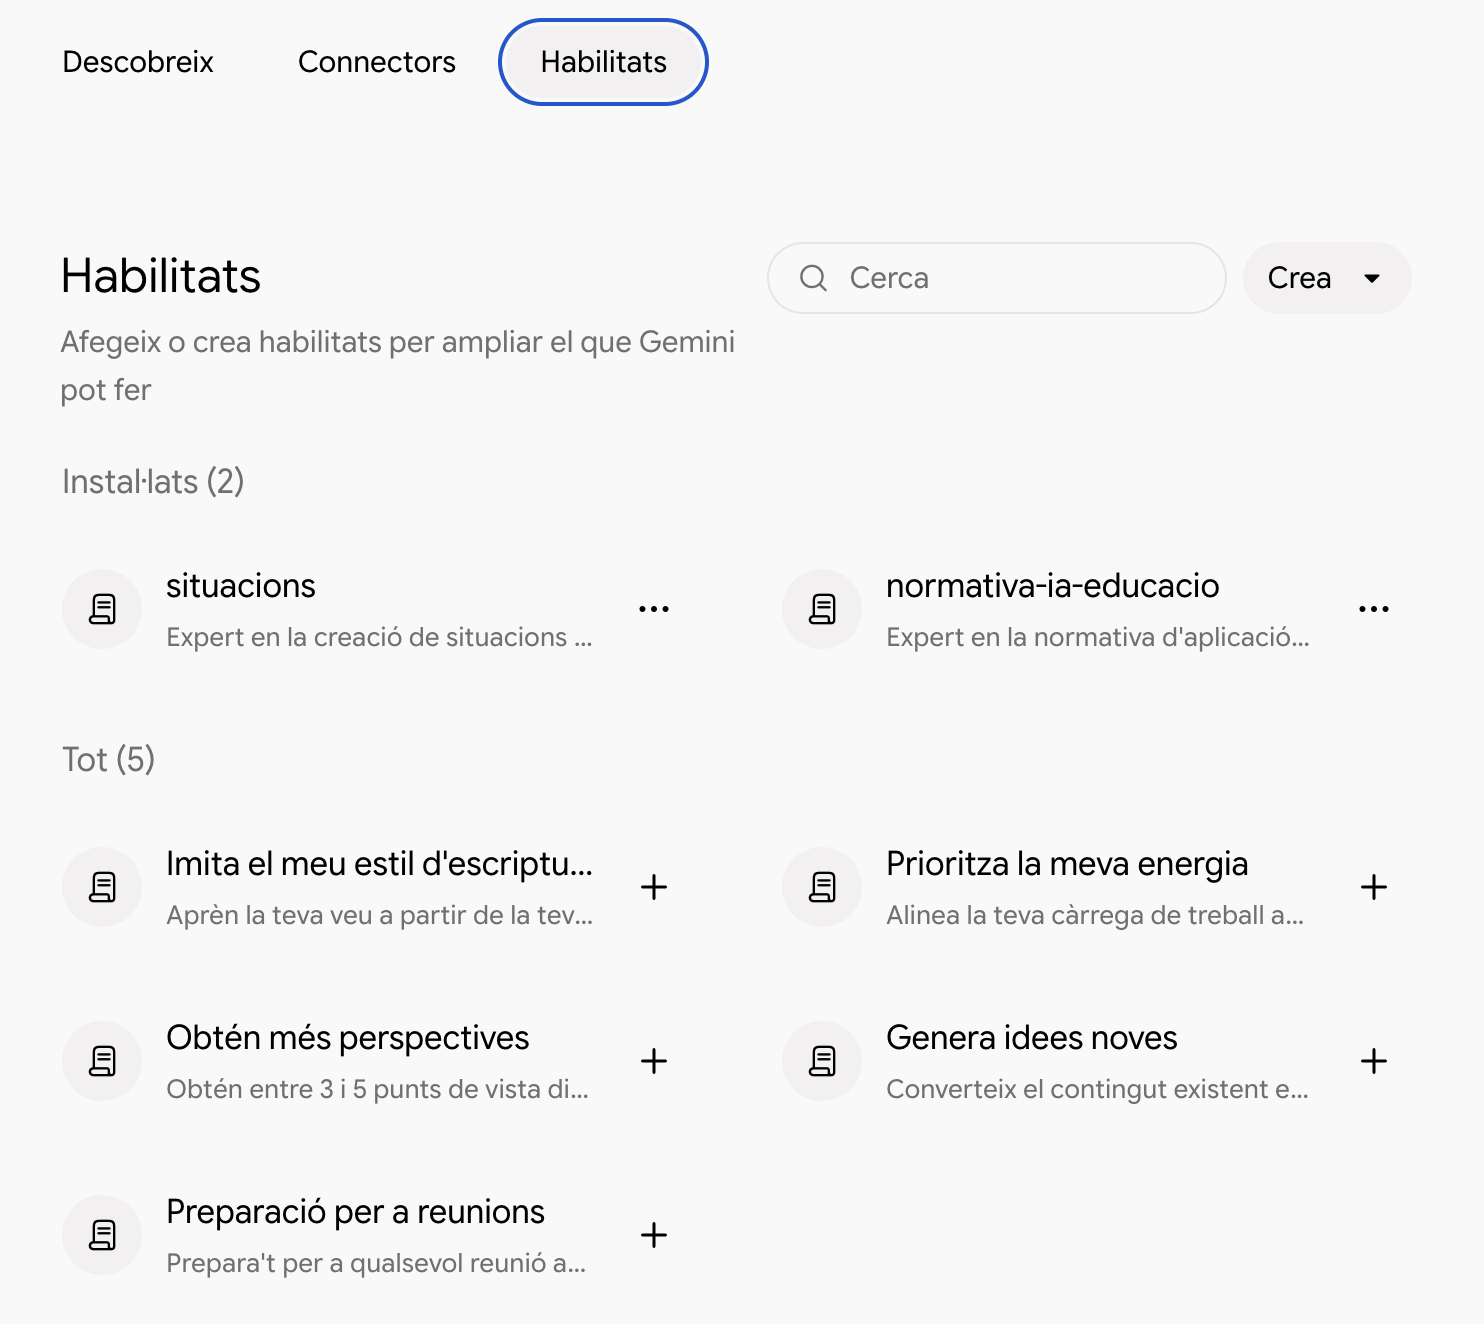 Descobreix
Connectors
Habilitats
Habilitats
Cerca
Crea
Afegeix o crea habilitats per ampliar el que Gemini
pot fer
Instal·lats (2)
situacions
Expert en la creació de situacions ...
normativa-ia-educacio
Expert en la normativa d'aplicació...
Tot (5)
Imita el meu estil d'escriptu...
Aprèn la teva veu a partir de la tev...
Prioritza la meva energia
Alinea la teva càrrega de treball a...
Obtén més perspectives
Obtén entre 3 i 5 punts de vista di...
Genera idees noves
Converteix el contingut existent e...
Preparació per a reunions
Prepara't per a qualsevol reunió a...